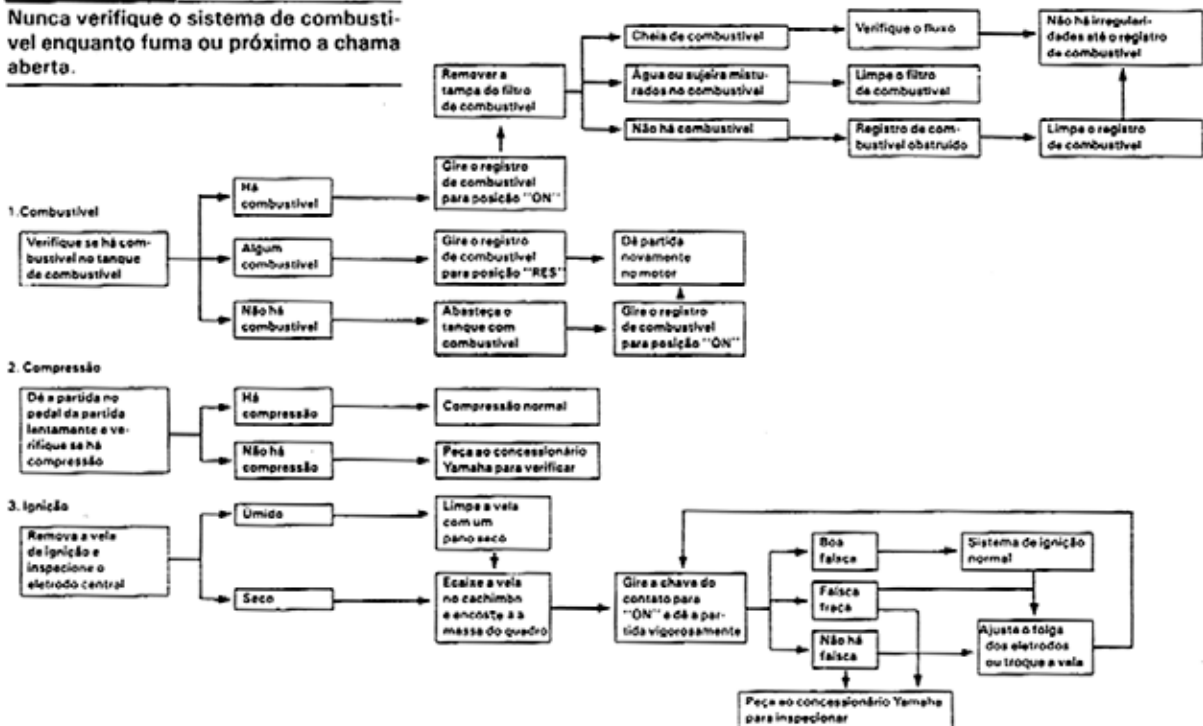 Nunca verifique o sistema de combusti-
vel enquanto fuma ou próximo a chama
aberta.
Remover a
tampa do filtro
de combustível
Cheia de combustível
Verifique o fluxo
Não há irregulari-
dades até o registro
de combustível
Água ou sujeira mistu-
rados no combustível
Limpe o filtro
de combustível
Não há combustível
Registro de com-
bustível obstruído
Limpe o registro
de combustível
1. Combustível
Verifique se há com-
bustível no tanque
de combustível
Há
combustível
Gire o registro
de combustível
para posição "ON"
Algum
combustível
Gire o registro
de combustível
para posição "RES"
Dê partida
novamente
no motor
Não há
combustível
Abasteça o
tanque com
combustível
Gire o registro
de combustível
para posição "ON"
2. Compressão
Dê a partida no
pedal da partida
lentamente e ve-
rifique se há
compressão
Há
compressão
Compressão normal
Não há
compressão
Peça ao concessionário
Yamaha para verificar
3. Ignição
Remova a vela
de ignição e
inspecione o
eletrodo central
Úmido
Limpe a vela
com um
pano seco
Seco
Ecaixe a vela
no cachimbo
e encoste a a
massa do quadro
Gire a chave do
contato para
"ON" e dê a par-
tida vigorosamente
Boa
faísca
Sistema de ignição
normal
Faísca
fraca
Não há
faísca
Ajuste o folga
dos eletrodos
ou troque a vela
Peça ao concessionário Yamaha
para inspecionar